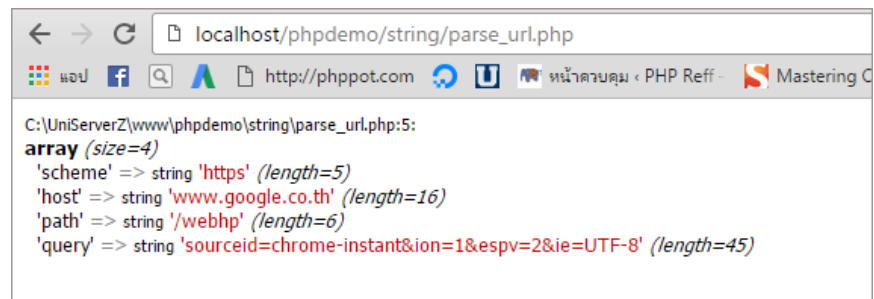 localhost/phpdemo/string/parse_url.php
แอป http://phppot.com หน้าควบคุม ‹ PHP Reff - Mastering C
C:\UniServerZ\www\phpdemo\string\parse_url.php:5:
array (size=4)
'scheme' => string 'https' (length=5)
'host' => string 'www.google.co.th' (length=16)
'path' => string '/webhp' (length=6)
'query' => string 'sourceid=chrome-instant&ion=1&espv=2&ie=UTF-8' (length=45)